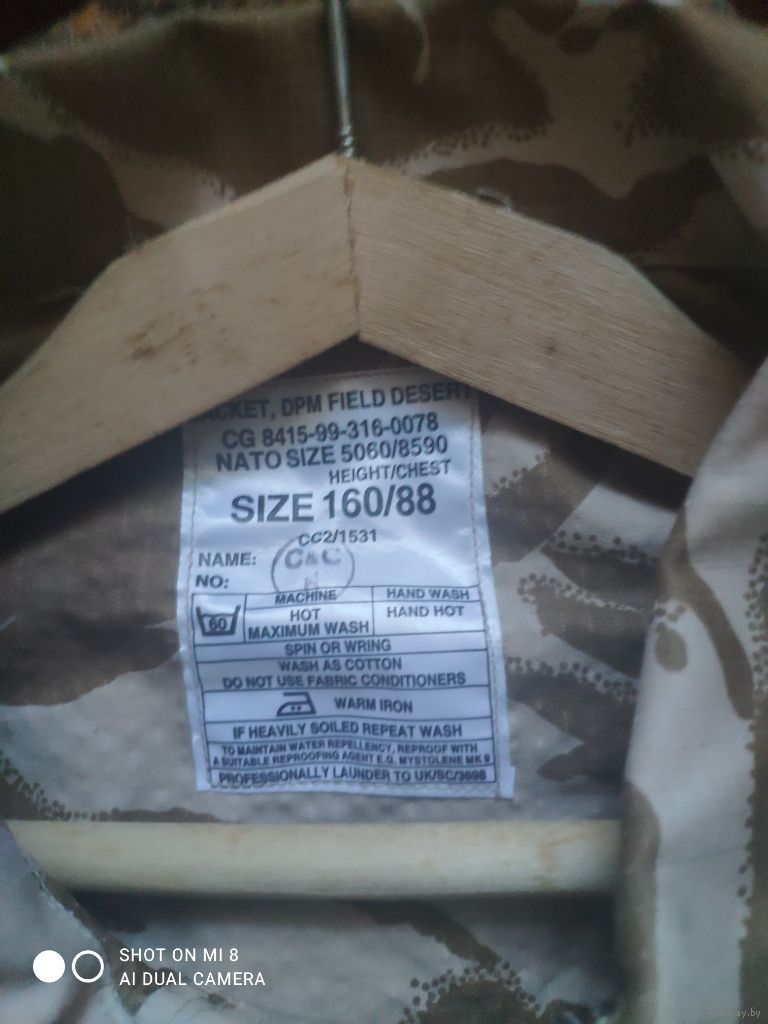 ACKET, DPM FIELD DESERT
CG 8415-99-316-0078
NATO SIZE 5060/8590
HEIGHT/CHEST
SIZE 160/88
CC2/1531
NAME:
C&C
NO:
MACHINE
HAND WASH
60
HOT
MAXIMUM WASH
HAND HOT
SPIN OR WRING
WASH AS COTTON
DO NOT USE FABRIC CONDITIONERS
WARM IRON
IF HEAVILY SOILED REPEAT WASH
TO MAINTAIN WATER REPELLENCY, REPROOF WITH
A SUITABLE REPROOFING AGENT E.G. MYSTOLENE MK 9
PROFESSIONALLY LAUNDER TO UK/SC/3698
SHOT ON MI 8
AI DUAL CAMERA